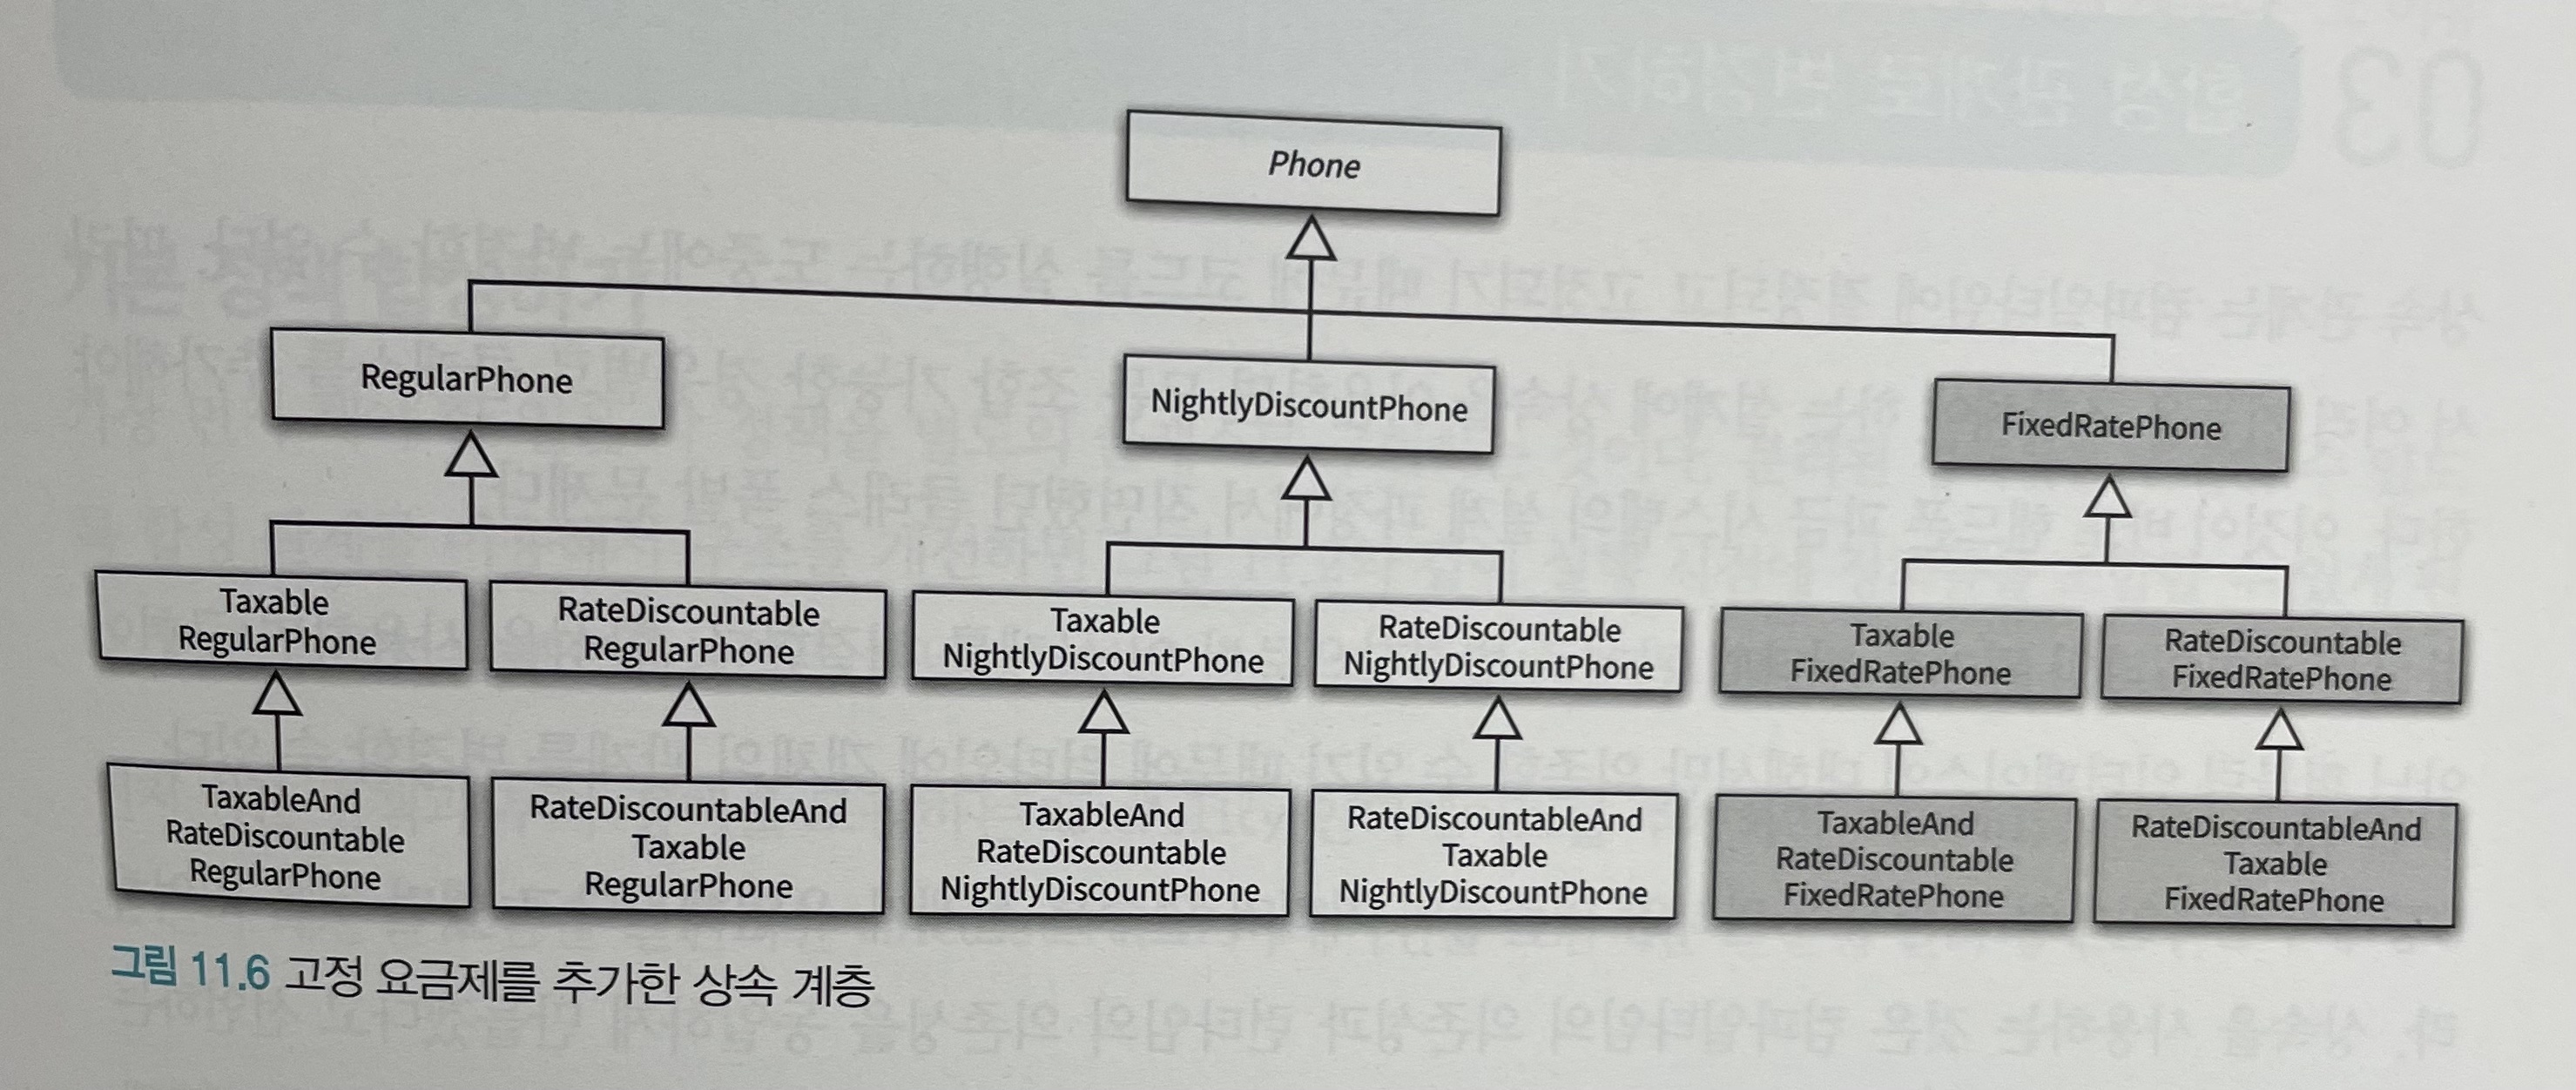 Phone
RegularPhone
NightlyDiscountPhone
FixedRatePhone
Taxable
RegularPhone
RateDiscountable
RegularPhone
Taxable
NightlyDiscountPhone
RateDiscountable
NightlyDiscountPhone
Taxable
FixedRatePhone
RateDiscountable
FixedRatePhone
TaxableAnd
RateDiscountable
RegularPhone
RateDiscountableAnd
Taxable
RegularPhone
TaxableAnd
RateDiscountable
NightlyDiscountPhone
RateDiscountableAnd
Taxable
NightlyDiscountPhone
TaxableAnd
RateDiscountable
FixedRatePhone
RateDiscountableAnd
Taxable
FixedRatePhone
그림 11.6 고정 요금제를 추가한 상속 계층